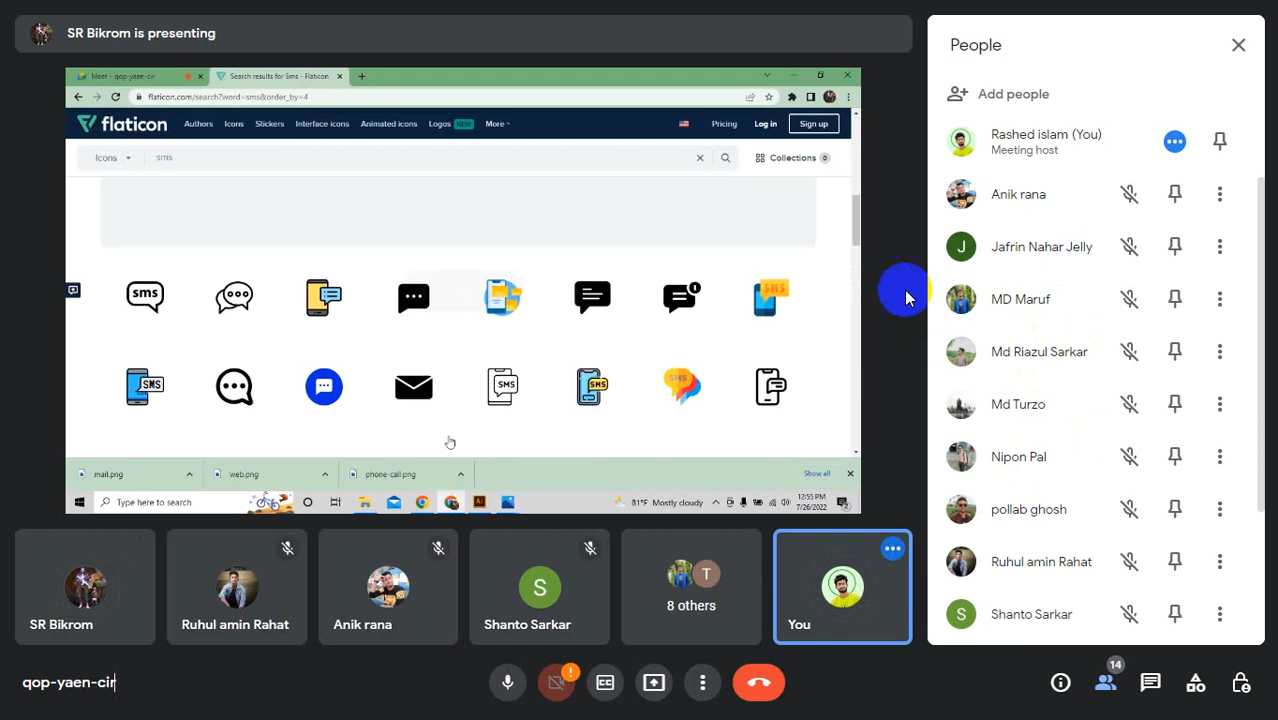 SR Bikrom is presenting
People
Add people
Rashed islam (You)
Meeting host
Anik rana
Jafrin Nahar Jelly
MD Maruf
Md Riazul Sarkar
Md Turzo
Nipon Pal
pollab ghosh
Ruhul amin Rahat
Shanto Sarkar
Meet - qop-yaen-cir
Search results for Sms - Flaticon
flaticon.com/search?word=sms&order_by=4
flaticon
Authors Icons Stickers Interface icons Animated icons Logos NEW More Pricing Log in Sign up
Icons sms Collections 0
sms
SMS
SMS
SMS
SMS
SMS
mail.png web.png phone-call.png Show all
Type here to search 81°F Mostly cloudy 12:55 PM
7/26/2022
SR Bikrom
Ruhul amin Rahat
Anik rana
S
Shanto Sarkar
T
8 others
You
J
S
qop-yaen-cir
14
CC